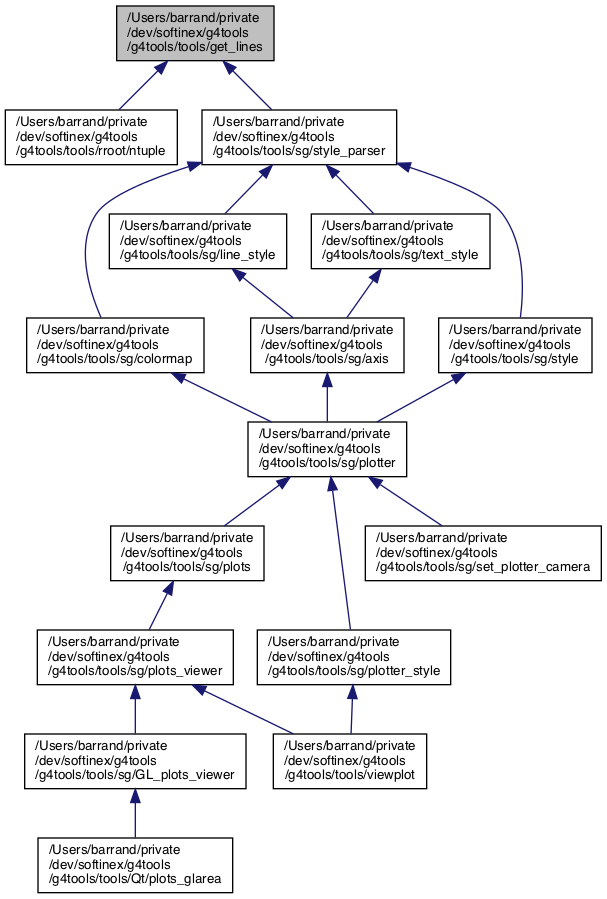 /Users/barrand/private
/dev/softinex/g4tools
/g4tools/tools/get_lines
/Users/barrand/private
/dev/softinex/g4tools
/g4tools/tools/rroot/ntuple
/Users/barrand/private
/dev/softinex/g4tools
/g4tools/tools/sg/style_parser
/Users/barrand/private
/dev/softinex/g4tools
/g4tools/tools/sg/line_style
/Users/barrand/private
/dev/softinex/g4tools
/g4tools/tools/sg/text_style
/Users/barrand/private
/dev/softinex/g4tools
/g4tools/tools/sg/colormap
/Users/barrand/private
/dev/softinex/g4tools
/g4tools/tools/sg/axis
/Users/barrand/private
/dev/softinex/g4tools
/g4tools/tools/sg/style
/Users/barrand/private
/dev/softinex/g4tools
/g4tools/tools/sg/plotter
/Users/barrand/private
/dev/softinex/g4tools
/g4tools/tools/sg/plots
/Users/barrand/private
/dev/softinex/g4tools
/g4tools/tools/sg/set_plotter_camera
/Users/barrand/private
/dev/softinex/g4tools
/g4tools/tools/sg/plots_viewer
/Users/barrand/private
/dev/softinex/g4tools
/g4tools/tools/sg/plotter_style
/Users/barrand/private
/dev/softinex/g4tools
/g4tools/tools/sg/GL_plots_viewer
/Users/barrand/private
/dev/softinex/g4tools
/g4tools/tools/viewplot
/Users/barrand/private
/dev/softinex/g4tools
/g4tools/tools/Qt/plots_glarea